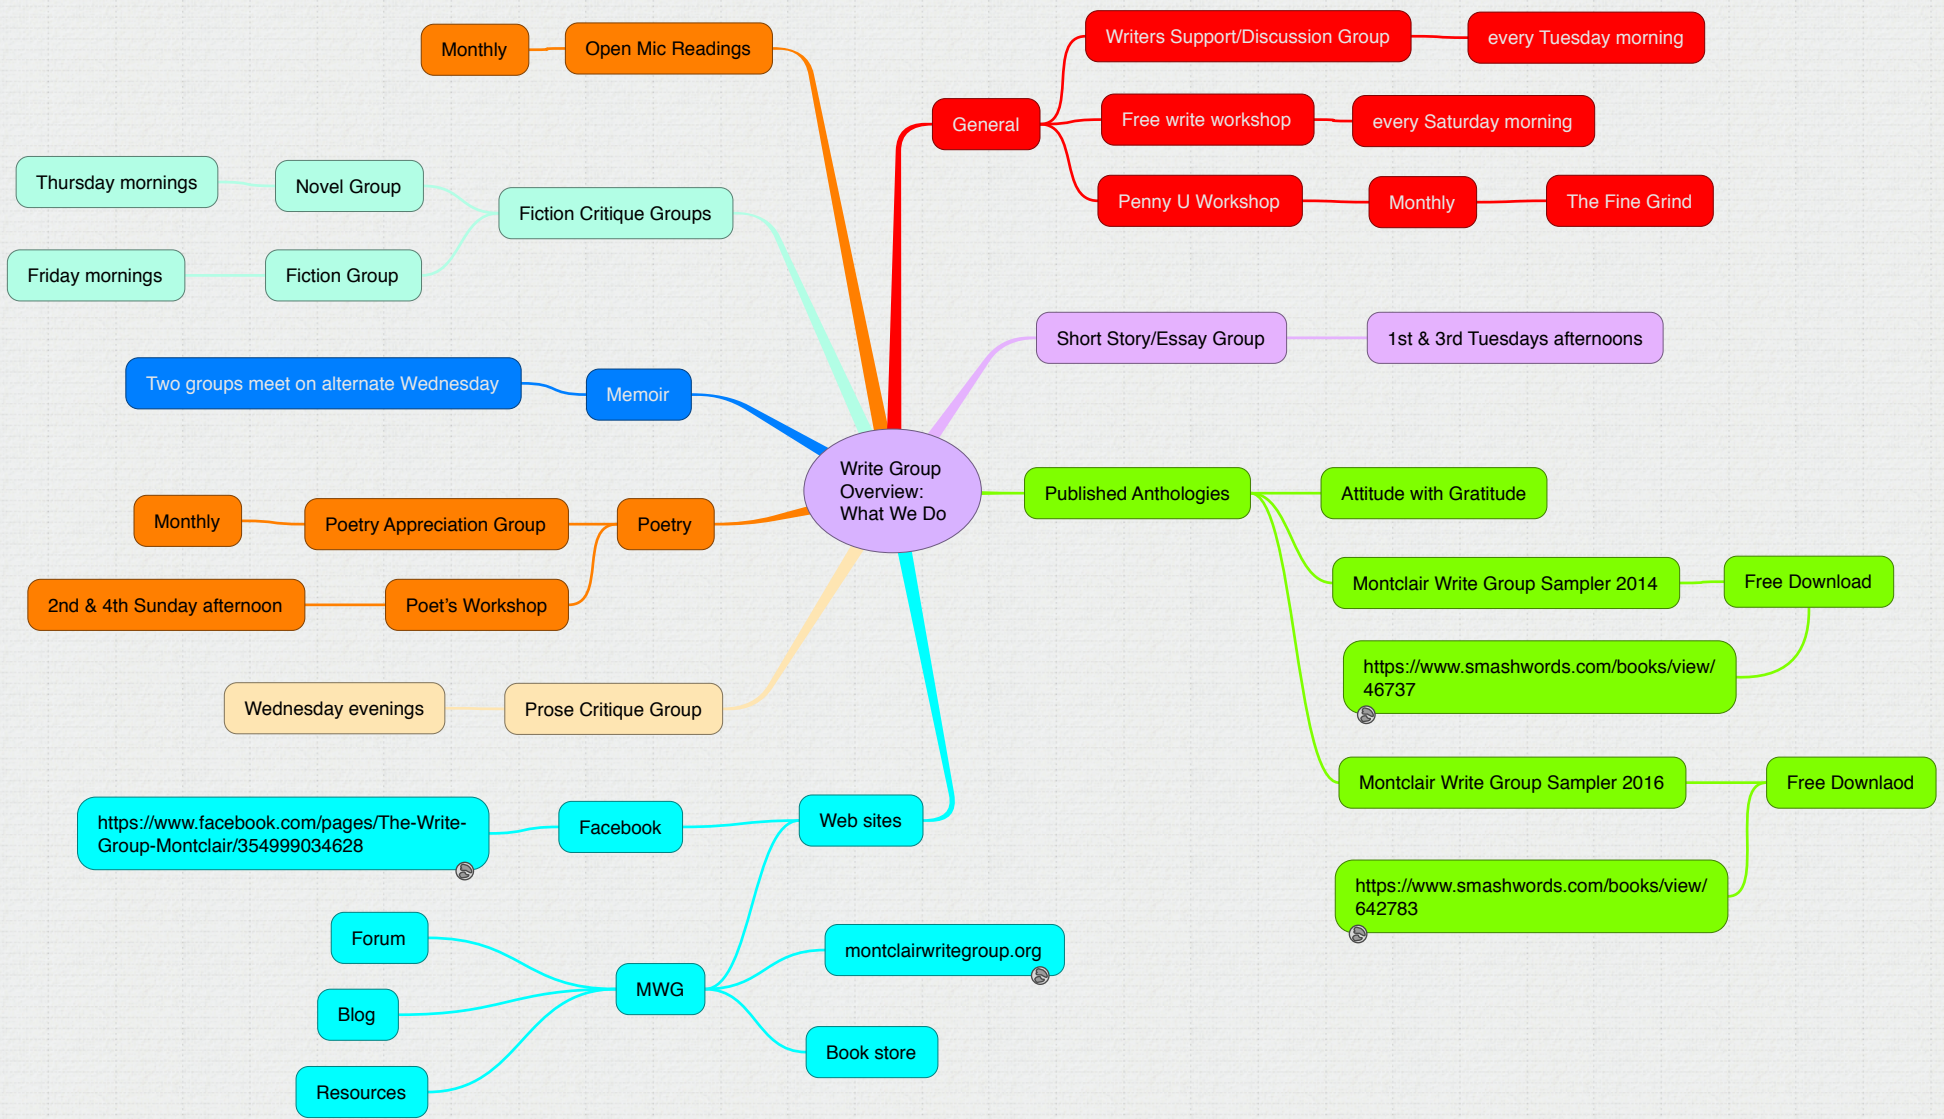 Write Group
Overview:
What We Do
General
Writers Support/Discussion Group
every Tuesday morning
Free write workshop
every Saturday morning
Penny U Workshop
Monthly
The Fine Grind
Short Story/Essay Group
1st & 3rd Tuesdays afternoons
Published Anthologies
Attitude with Gratitude
Montclair Write Group Sampler 2014
Free Download
https://www.smashwords.com/books/view/
46737
Montclair Write Group Sampler 2016
Free Downlaod
https://www.smashwords.com/books/view/
642783
Open Mic Readings
Monthly
Fiction Critique Groups
Novel Group
Thursday mornings
Fiction Group
Friday mornings
Memoir
Two groups meet on alternate Wednesday
Poetry
Poetry Appreciation Group
Monthly
Poet’s Workshop
2nd & 4th Sunday afternoon
Prose Critique Group
Wednesday evenings
Web sites
Facebook
https://www.facebook.com/pages/The-Write-
Group-Montclair/354999034628
MWG
montclairwritegroup.org
Book store
Forum
Blog
Resources